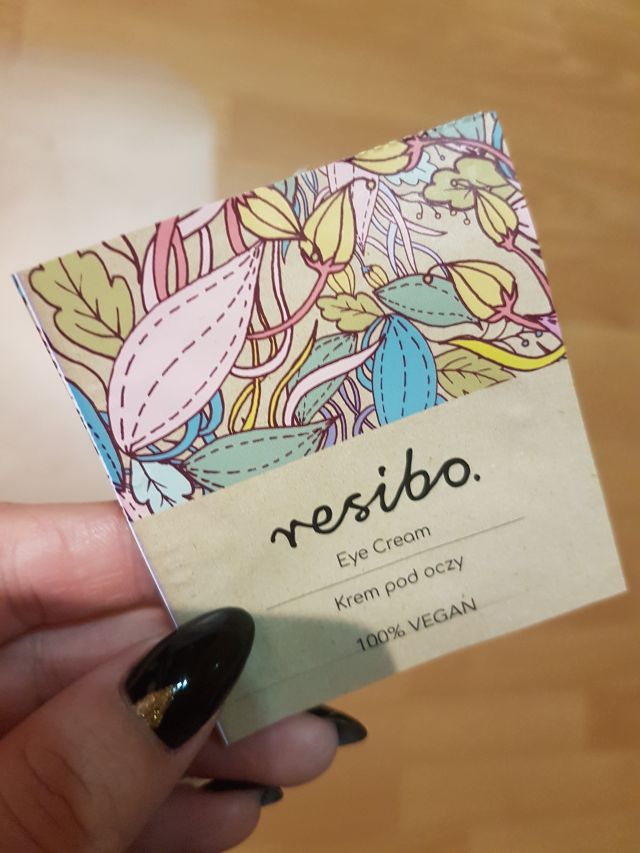 resibo.
Eye Cream
Krem pod oczy
100% VEGAN